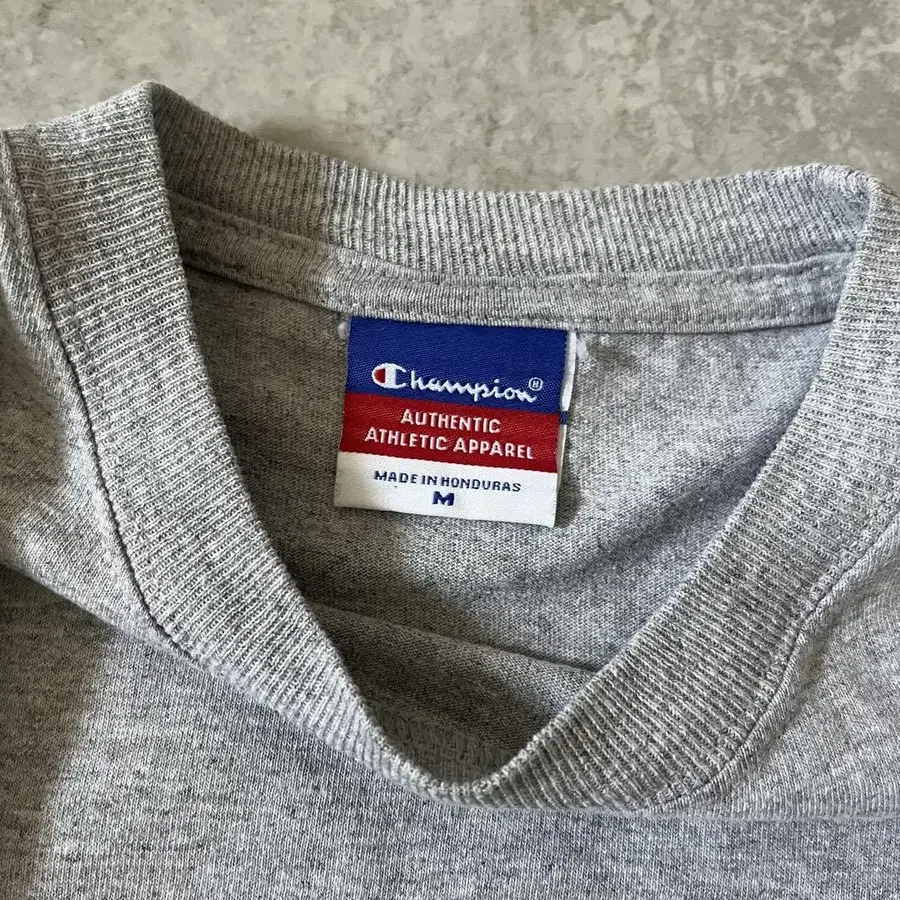 Champion®
AUTHENTIC
ATHLETIC APPAREL
MADE IN HONDURAS
M